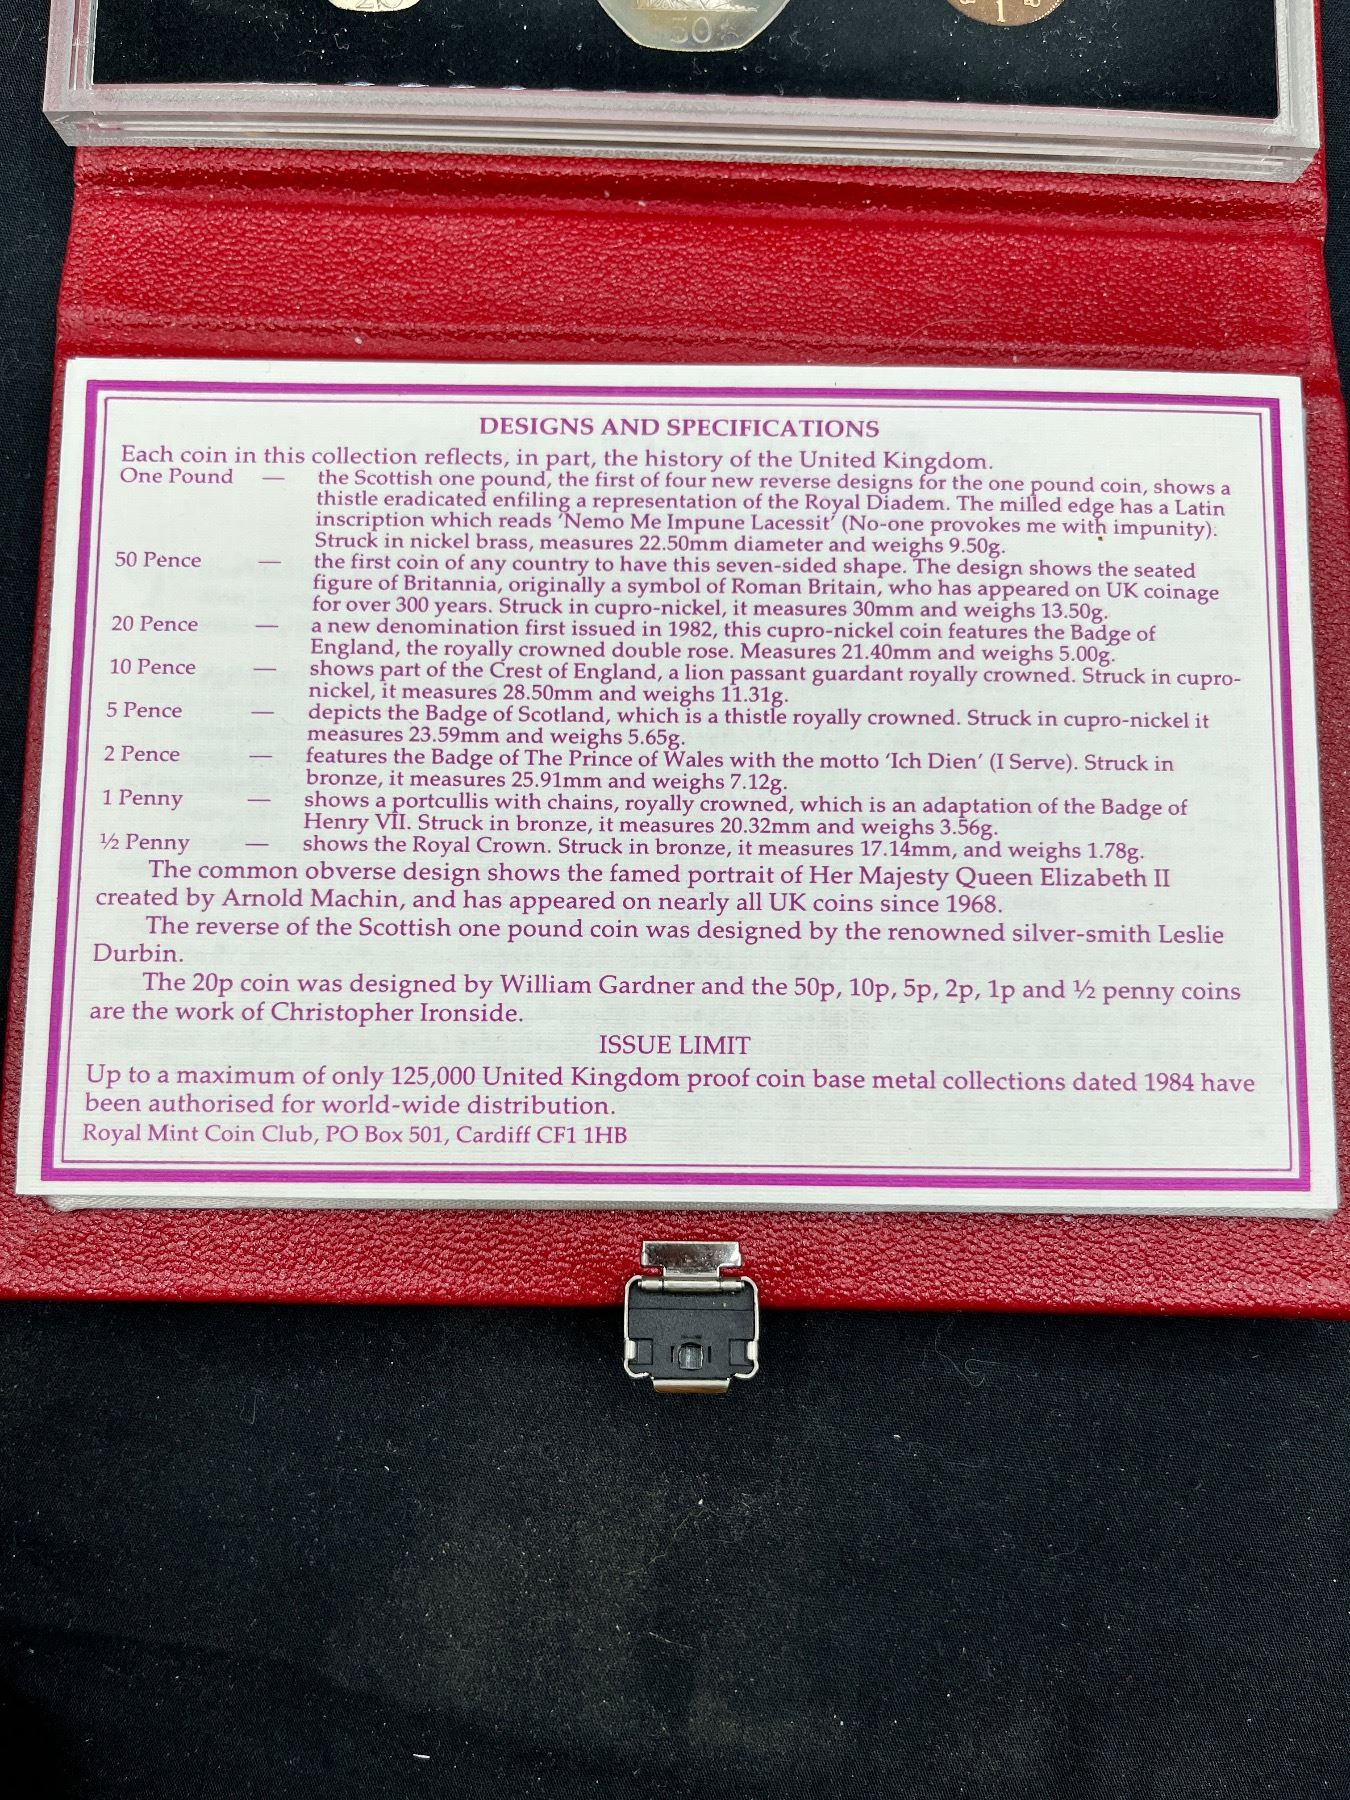 20
50
1
DESIGNS AND SPECIFICATIONS
Each coin in this collection reflects, in part, the history of the United Kingdom.
One Pound — the Scottish one pound, the first of four new reverse designs for the one pound coin, shows a
thistle eradicated enfiling a representation of the Royal Diadem. The milled edge has a Latin
inscription which reads 'Nemo Me Impune Lacessit' (No-one provokes me with impunity).
Struck in nickel brass, measures 22.50mm diameter and weighs 9.50g.
50 Pence — the first coin of any country to have this seven-sided shape. The design shows the seated
figure of Britannia, originally a symbol of Roman Britain, who has appeared on UK coinage
for over 300 years. Struck in cupro-nickel, it measures 30mm and weighs 13.50g.
20 Pence — a new denomination first issued in 1982, this cupro-nickel coin features the Badge of
England, the royally crowned double rose. Measures 21.40mm and weighs 5.00g.
10 Pence — shows part of the Crest of England, a lion passant guardant royally crowned. Struck in cupro-
nickel, it measures 28.50mm and weighs 11.31g.
5 Pence — depicts the Badge of Scotland, which is a thistle royally crowned. Struck in cupro-nickel it
measures 23.59mm and weighs 5.65g.
2 Pence — features the Badge of The Prince of Wales with the motto 'Ich Dien' (I Serve). Struck in
bronze, it measures 25.91mm and weighs 7.12g.
1 Penny — shows a portcullis with chains, royally crowned, which is an adaptation of the Badge of
Henry VII. Struck in bronze, it measures 20.32mm and weighs 3.56g.
½ Penny — shows the Royal Crown. Struck in bronze, it measures 17.14mm, and weighs 1.78g.
The common obverse design shows the famed portrait of Her Majesty Queen Elizabeth II
created by Arnold Machin, and has appeared on nearly all UK coins since 1968.
The reverse of the Scottish one pound coin was designed by the renowned silver-smith Leslie
Durbin.
The 20p coin was designed by William Gardner and the 50p, 10p, 5p, 2p, 1p and ½ penny coins
are the work of Christopher Ironside.
ISSUE LIMIT
Up to a maximum of only 125,000 United Kingdom proof coin base metal collections dated 1984 have
been authorised for world-wide distribution.
Royal Mint Coin Club, PO Box 501, Cardiff CF1 1HB